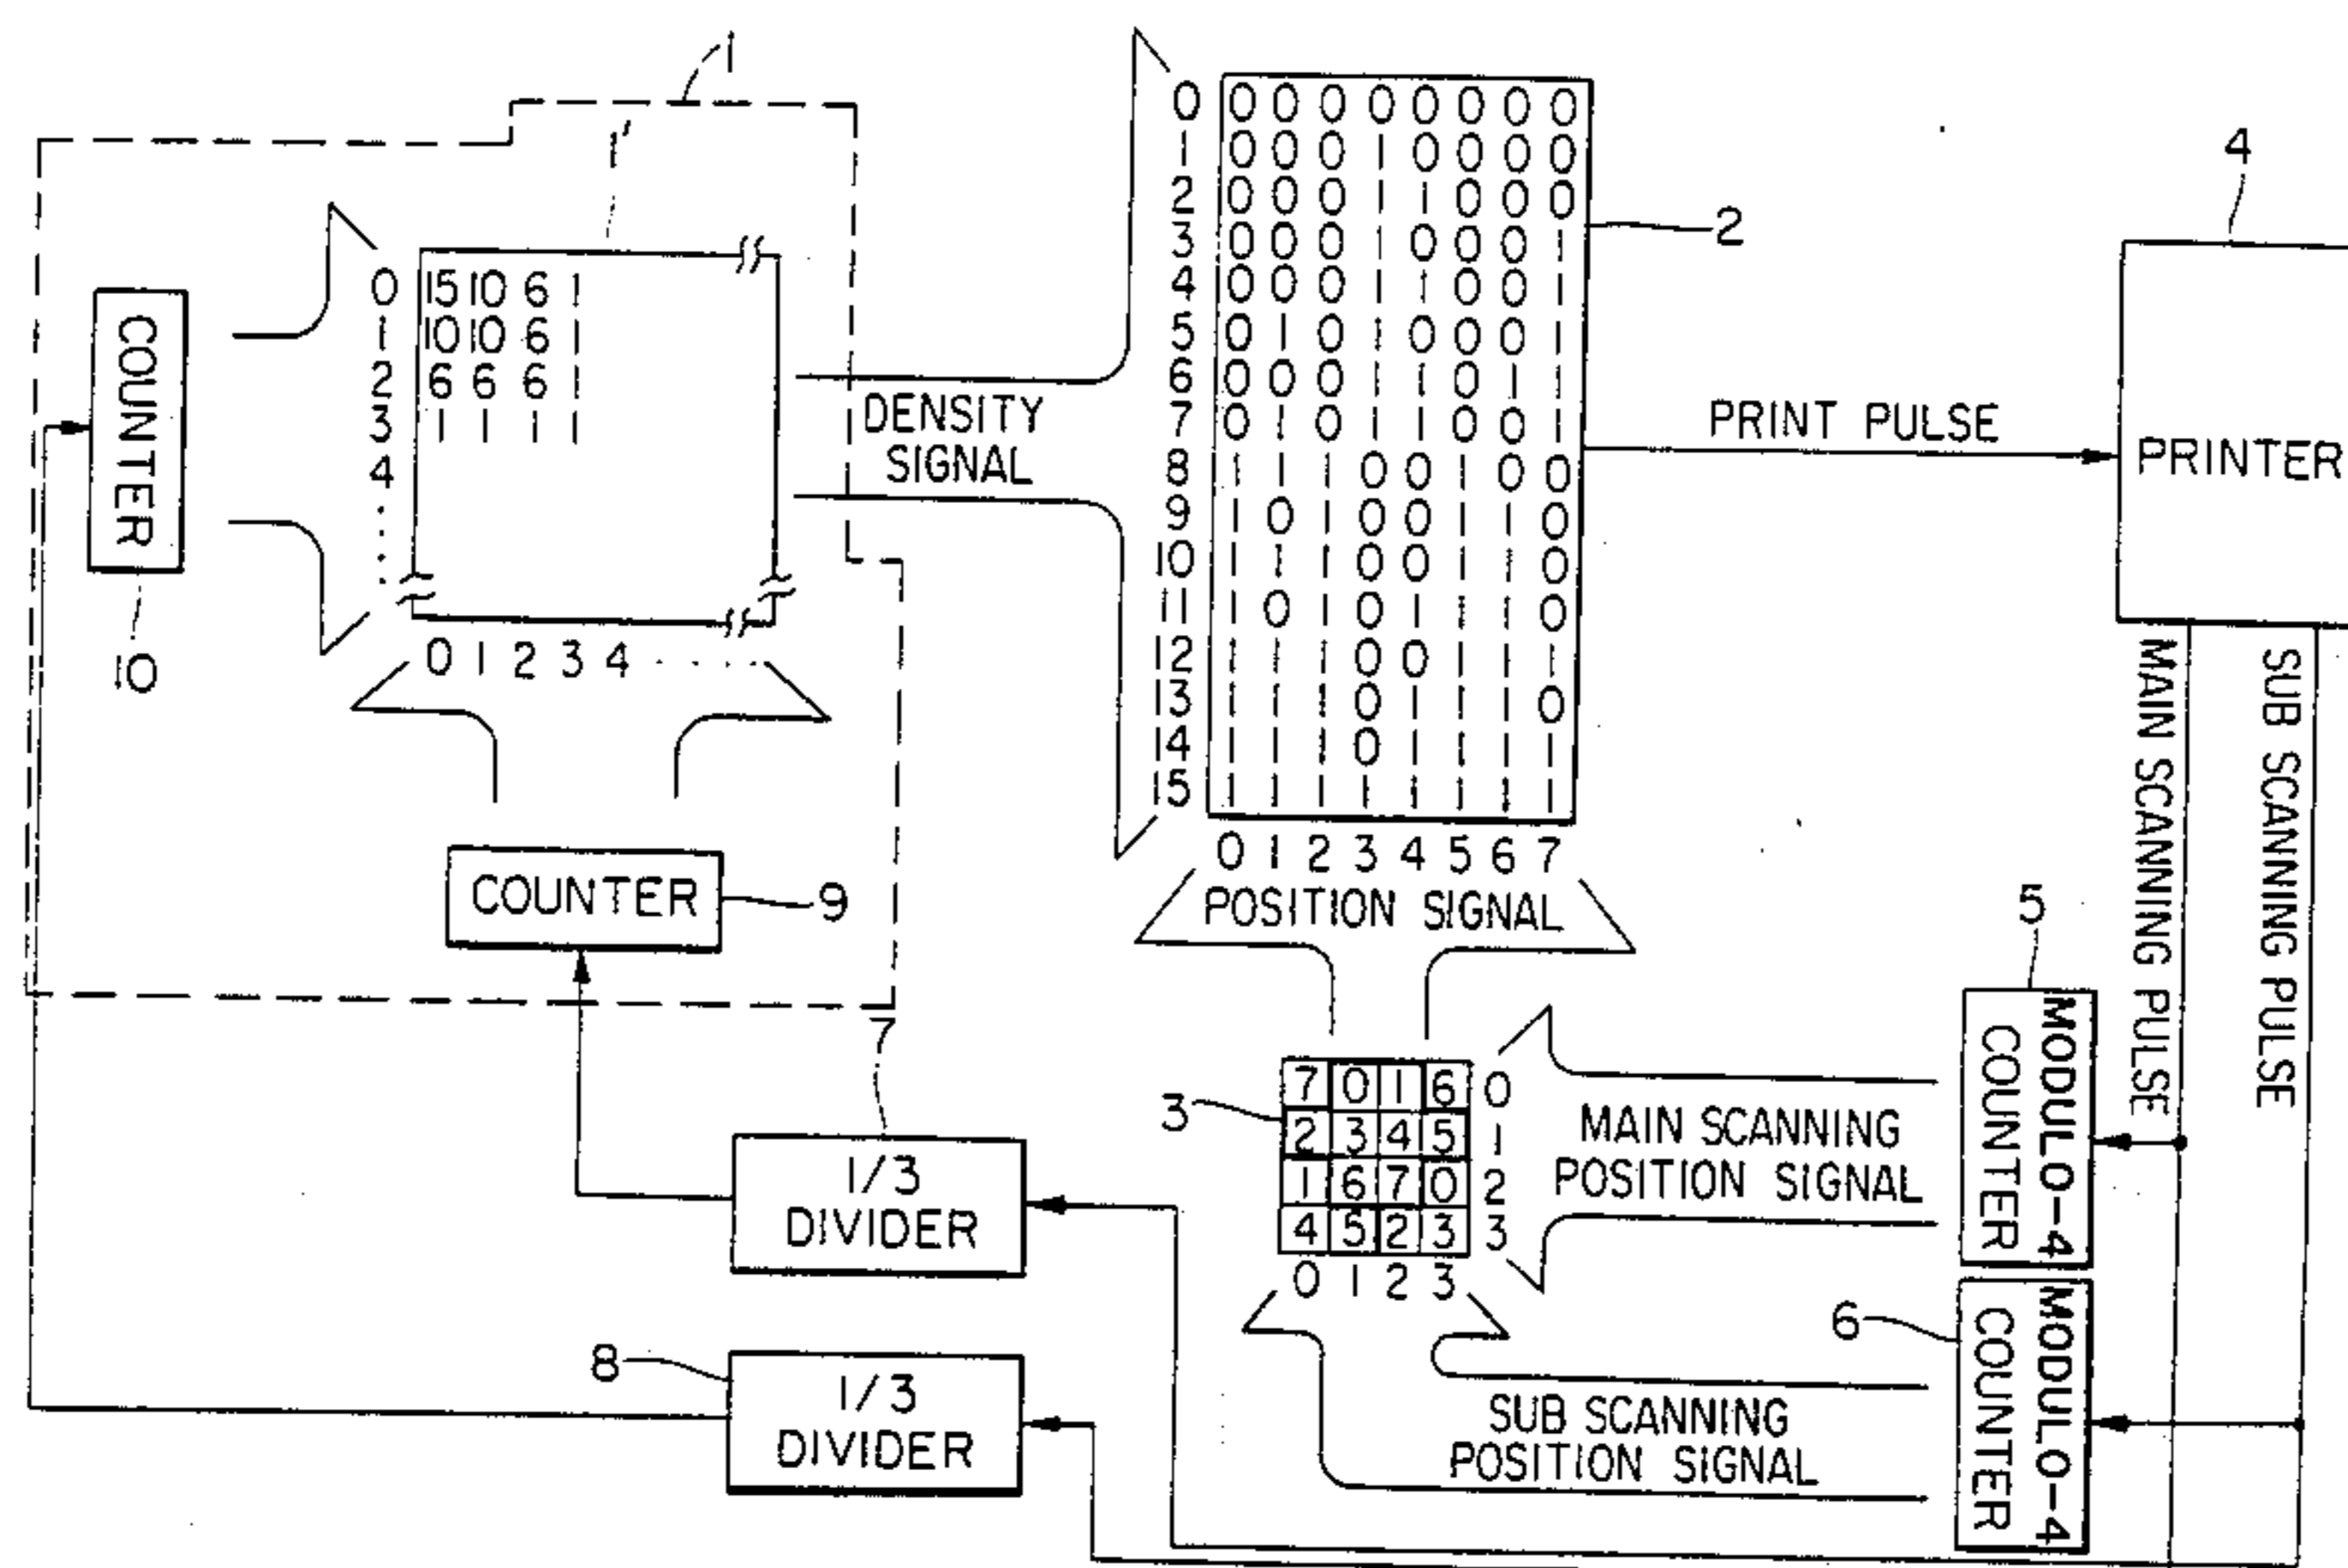 1
1'
COUNTER
10
0 15 10 6 1
1 10 10 6 1
2 6 6 6 1
3 1 1 1 1
4
0 1 2 3 4 . . . . .
COUNTER
9
DENSITY
SIGNAL
0 0 0 0 0 0 0 0 0
1 0 0 0 1 0 0 0 0
2 0 0 0 1 1 0 0 0
3 0 0 0 1 0 0 0 1
4 0 0 0 1 1 0 0 1
5 0 1 0 1 0 0 0 1
6 0 0 0 1 1 0 1 1
7 0 1 0 1 1 0 0 1
8 1 1 1 0 0 1 0 0
9 1 0 1 0 0 1 1 0
10 1 1 1 0 0 1 1 0
11 1 0 1 0 1 1 1 0
12 1 1 1 0 0 1 1 1
13 1 1 1 0 1 1 1 0
14 1 1 1 0 1 1 1 1
15 1 1 1 1 1 1 1 1
0 1 2 3 4 5 6 7
POSITION SIGNAL
2
PRINT PULSE
4
PRINTER
MAIN SCANNING PULSE
SUB SCANNING PULSE
3
7 0 1 6 0
2 3 4 5 1
1 6 7 0 2
4 5 2 3 3
0 1 2 3
MAIN SCANNING
POSITION SIGNAL
5
MODULO-4
COUNTER
6
MODULO-4
COUNTER
SUB SCANNING
POSITION SIGNAL
7
1/3
DIVIDER
8
1/3
DIVIDER